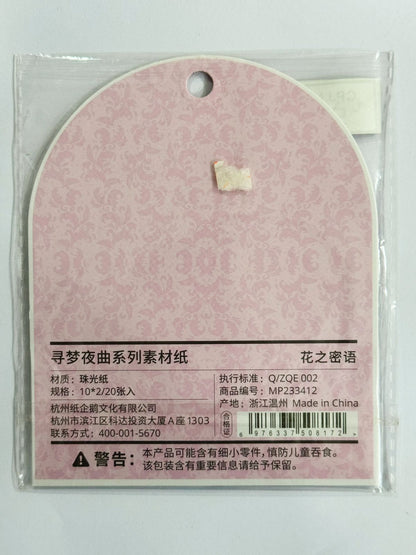 寻梦夜曲系列素材纸 花之密语
材质：珠光纸
规格：10*2/20张入
执行标准：Q/ZQE 002
商品编号：MP233412
产地：浙江温州 Made in China
杭州纸企鹅文化有限公司
杭州市滨江区科达投资大厦A座1303
联系方式：400-001-5670
合格证
6 976337 508172 >
警告：本产品可能含有细小零件，慎防儿童吞食。
该包装含有重要信息请给予保留。